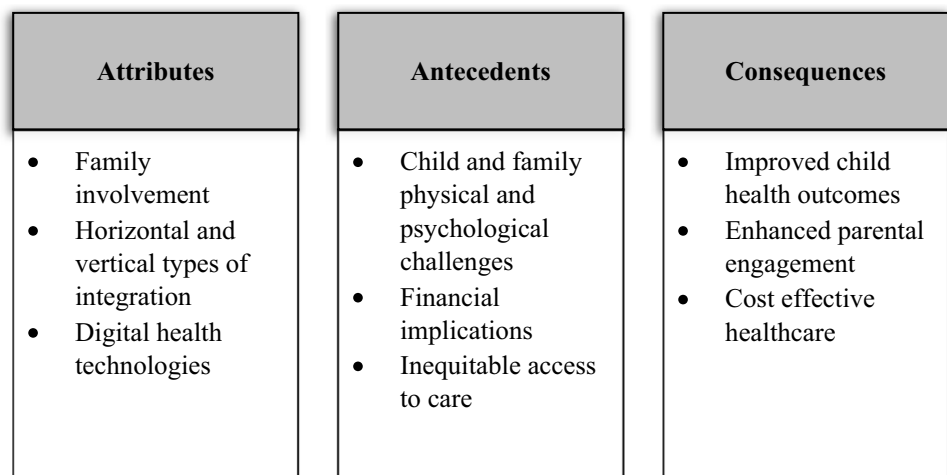 Attributes
• Family
involvement
• Horizontal and
vertical types of
integration
• Digital health
technologies
Antecedents
• Child and family
physical and
psychological
challenges
• Financial
implications
• Inequitable access
to care
Consequences
• Improved child
health outcomes
• Enhanced parental
engagement
• Cost effective
healthcare